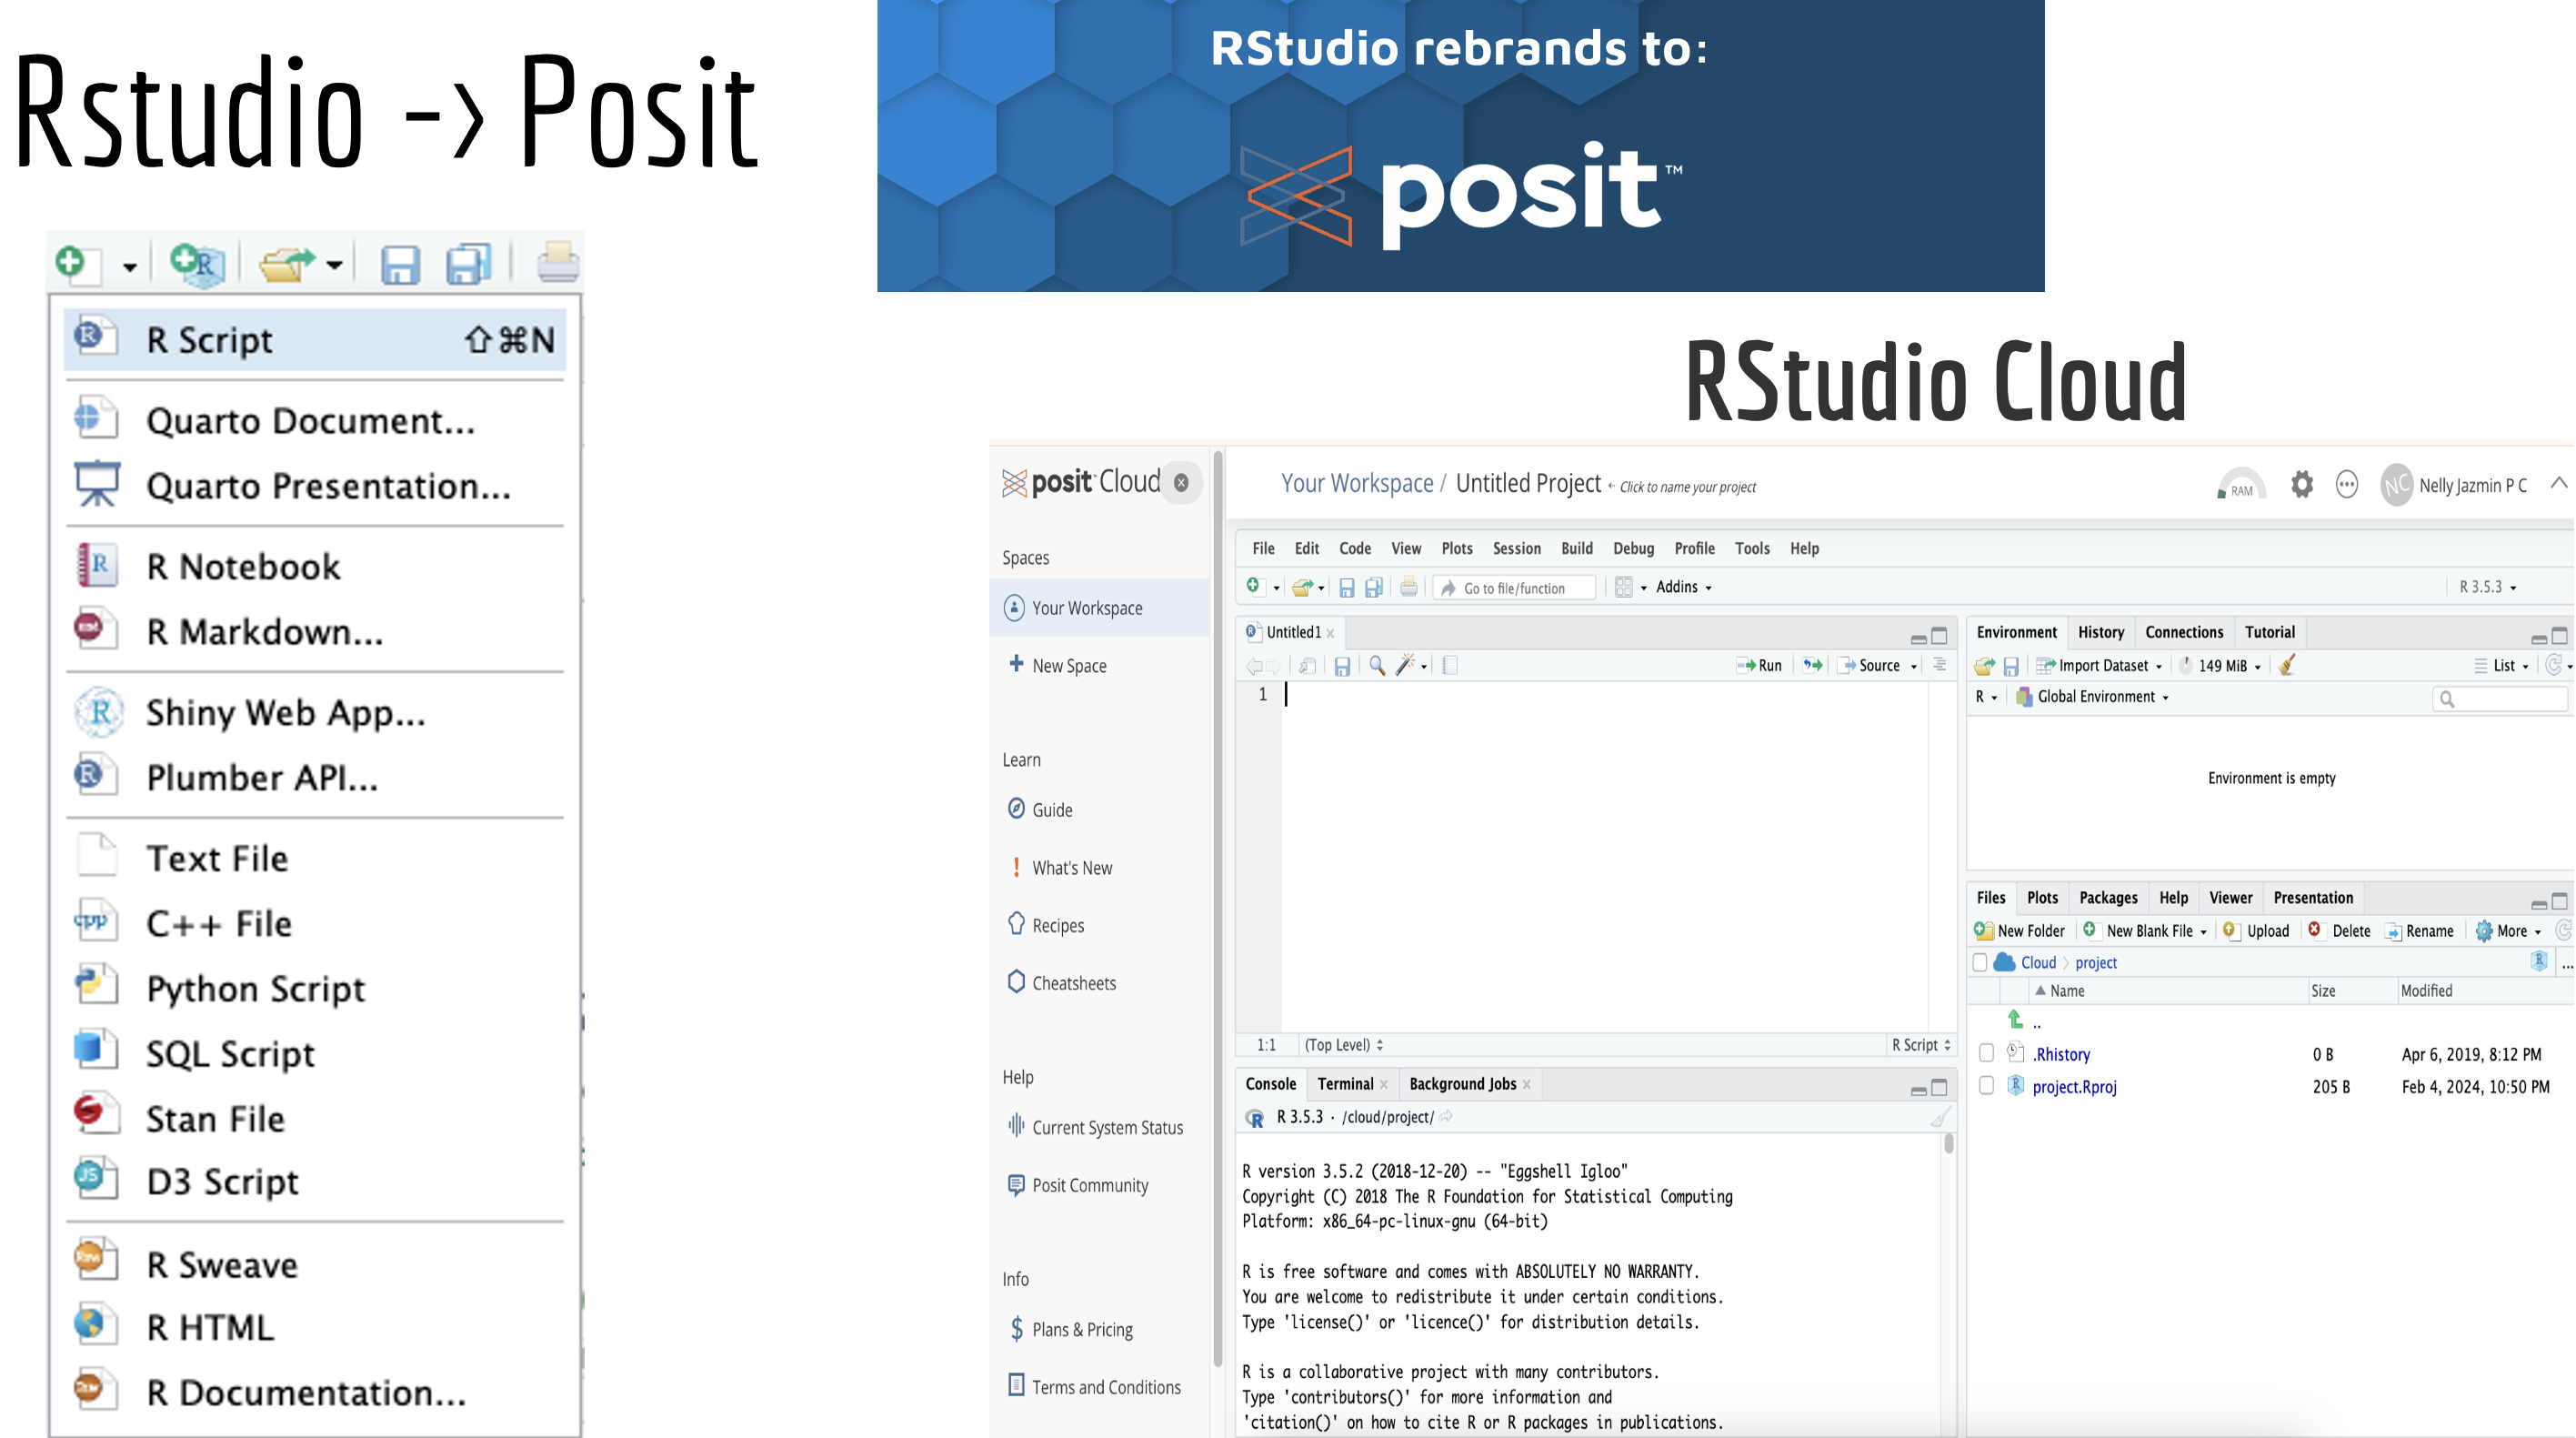 Rstudio -> Posit
RStudio rebrands to:
posit™
R Script ⇧⌘N
Quarto Document...
Quarto Presentation...
R Notebook
R Markdown...
Shiny Web App...
Plumber API...
Text File
C++ File
Python Script
SQL Script
Stan File
D3 Script
R Sweave
R HTML
R Documentation...
RStudio Cloud
posit Cloud
Spaces
Your Workspace
New Space
Learn
Guide
What's New
Recipes
Cheatsheets
Help
Current System Status
Posit Community
Info
Plans & Pricing
Terms and Conditions
Your Workspace / Untitled Project Click to name your project
RAM
NC Nelly Jazmin P C
File Edit Code View Plots Session Build Debug Profile Tools Help
Go to file/function Addins R 3.5.3
Untitled1
Run Source
1
1:1 (Top Level) R Script
Console Terminal Background Jobs
R 3.5.3 · /cloud/project/
R version 3.5.2 (2018-12-20) -- "Eggshell Igloo"
Copyright (C) 2018 The R Foundation for Statistical Computing
Platform: x86_64-pc-linux-gnu (64-bit)
R is free software and comes with ABSOLUTELY NO WARRANTY.
You are welcome to redistribute it under certain conditions.
Type 'license()' or 'licence()' for distribution details.
R is a collaborative project with many contributors.
Type 'contributors()' for more information and
'citation()' on how to cite R or R packages in publications.
Environment History Connections Tutorial
Import Dataset 149 MiB List
R Global Environment
Environment is empty
Files Plots Packages Help Viewer Presentation
New Folder New Blank File Upload Delete Rename More
Cloud project ...
Name Size Modified
..
.Rhistory 0 B Apr 6, 2019, 8:12 PM
project.Rproj 205 B Feb 4, 2024, 10:50 PM